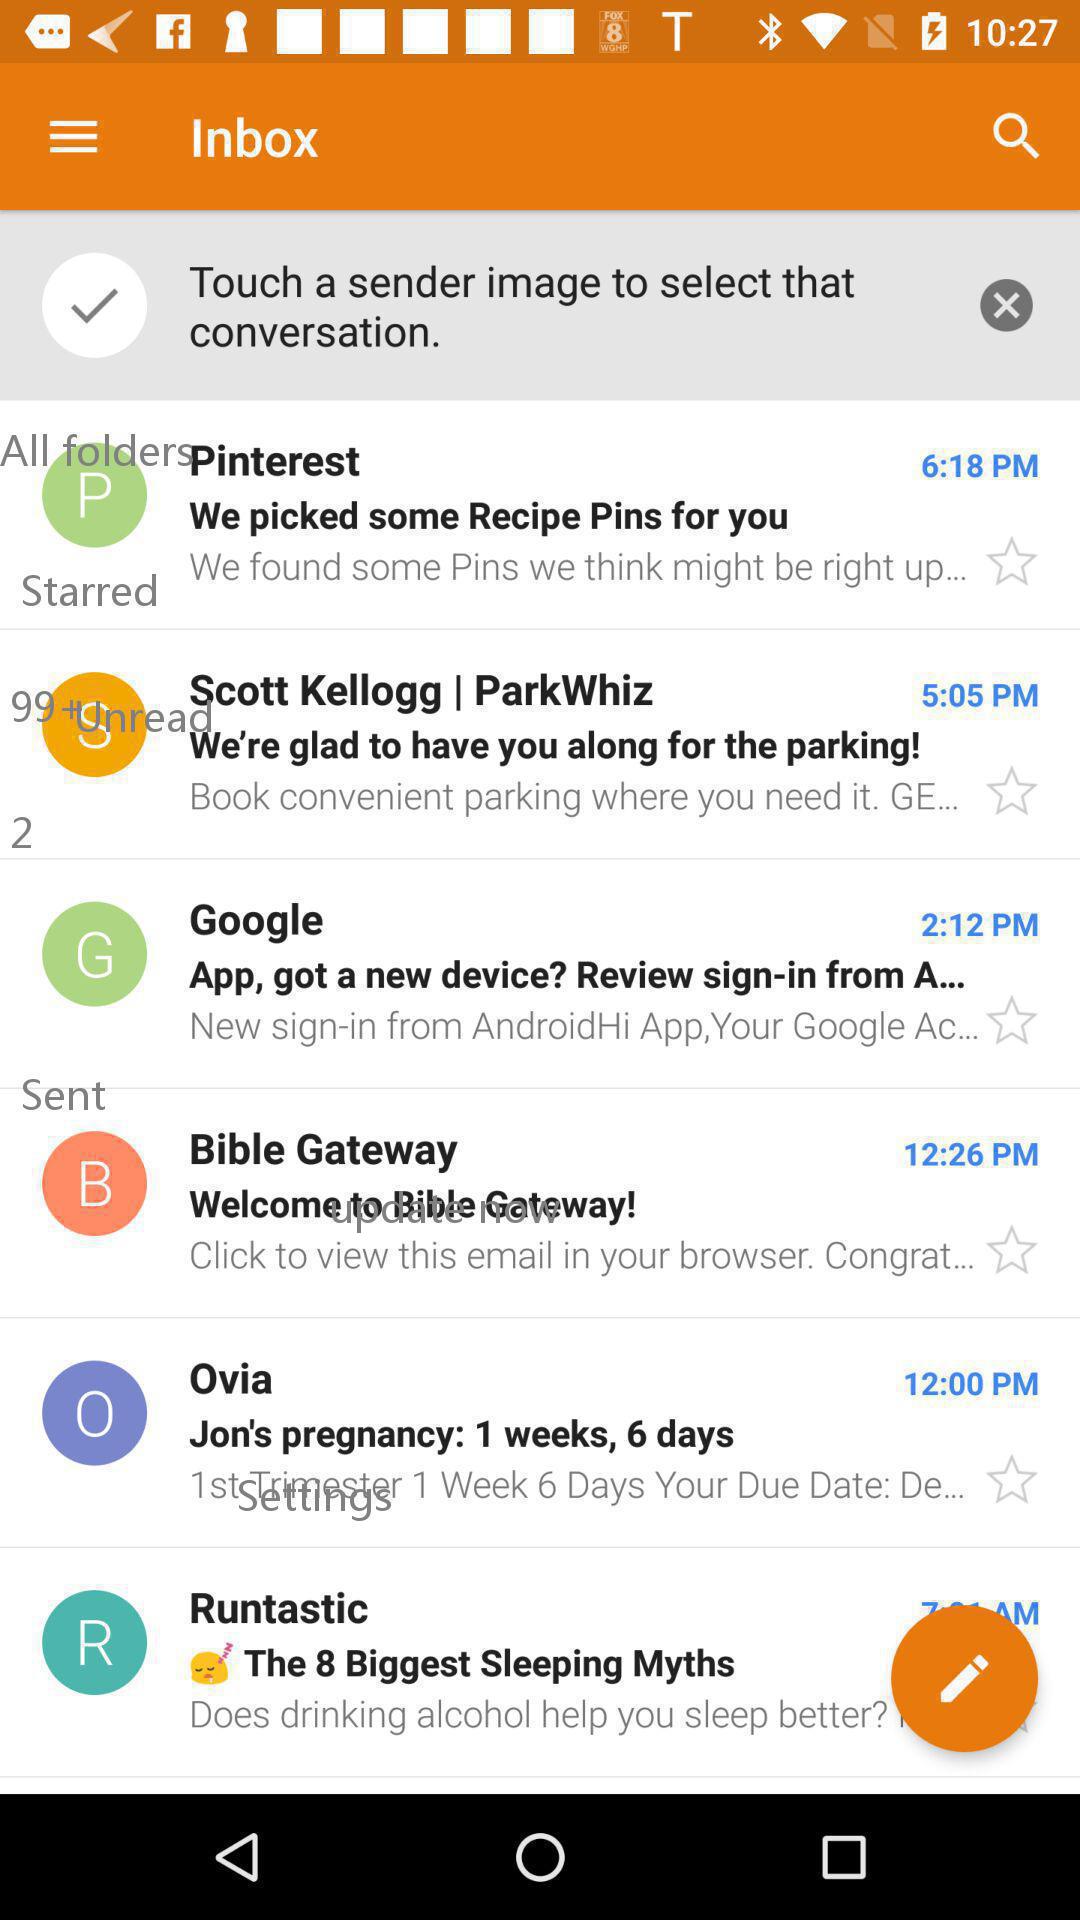 FOX
8
WGHP
T
10:27
Inbox
Touch a sender image to select that
conversation.
All folders
P
Pinterest
6:18 PM
We picked some Recipe Pins for you
We found some Pins we think might be right up...
Starred
S
Scott Kellogg | ParkWhiz
5:05 PM
99+
Unread
We’re glad to have you along for the parking!
Book convenient parking where you need it. GE...
2
G
Google
2:12 PM
App, got a new device? Review sign-in from A...
New sign-in from AndroidHi App,Your Google Ac...
Sent
B
Bible Gateway
12:26 PM
Welcome to Bible Gateway!
update now
Click to view this email in your browser. Congrat...
O
Ovia
12:00 PM
Jon's pregnancy: 1 weeks, 6 days
1st Trimester 1 Week 6 Days Your Due Date: De...
Settings
R
Runtastic
AM
😴 The 8 Biggest Sleeping Myths
Does drinking alcohol help you sleep better?